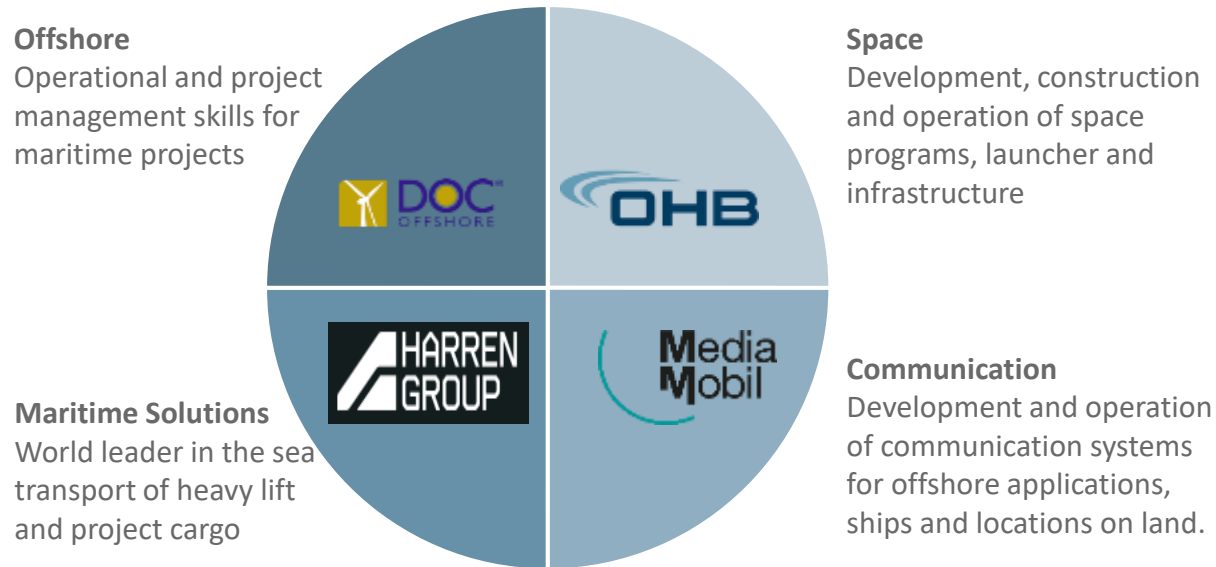 Offshore
Operational and project
management skills for
maritime projects
DOC
OFFSHORE
OHB
Space
Development, construction
and operation of space
programs, launcher and
infrastructure
Maritime Solutions
World leader in the sea
transport of heavy lift
and project cargo
HARREN
GROUP
Media
Mobil
Communication
Development and operation
of communication systems
for offshore applications,
ships and locations on land.